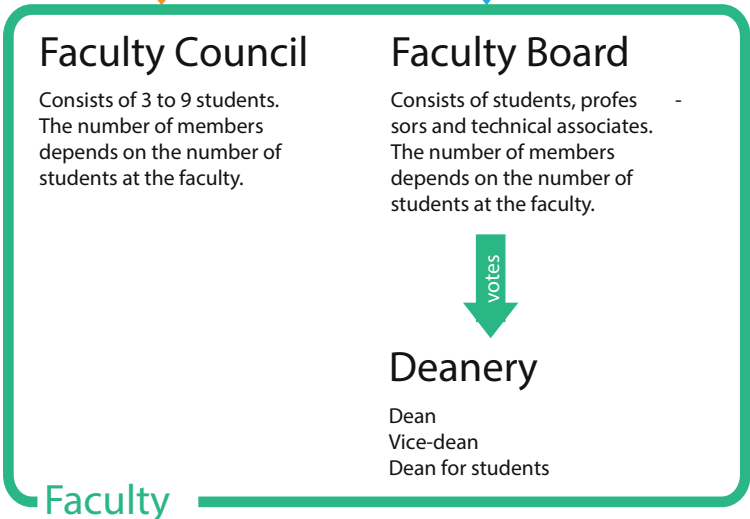 Faculty Council
Consists of 3 to 9 students.
The number of members
depends on the number of
students at the faculty.
Faculty Board
Consists of students, profes -
sors and technical associates.
The number of members
depends on the number of
students at the faculty.
votes
Deanery
Dean
Vice-dean
Dean for students
Faculty